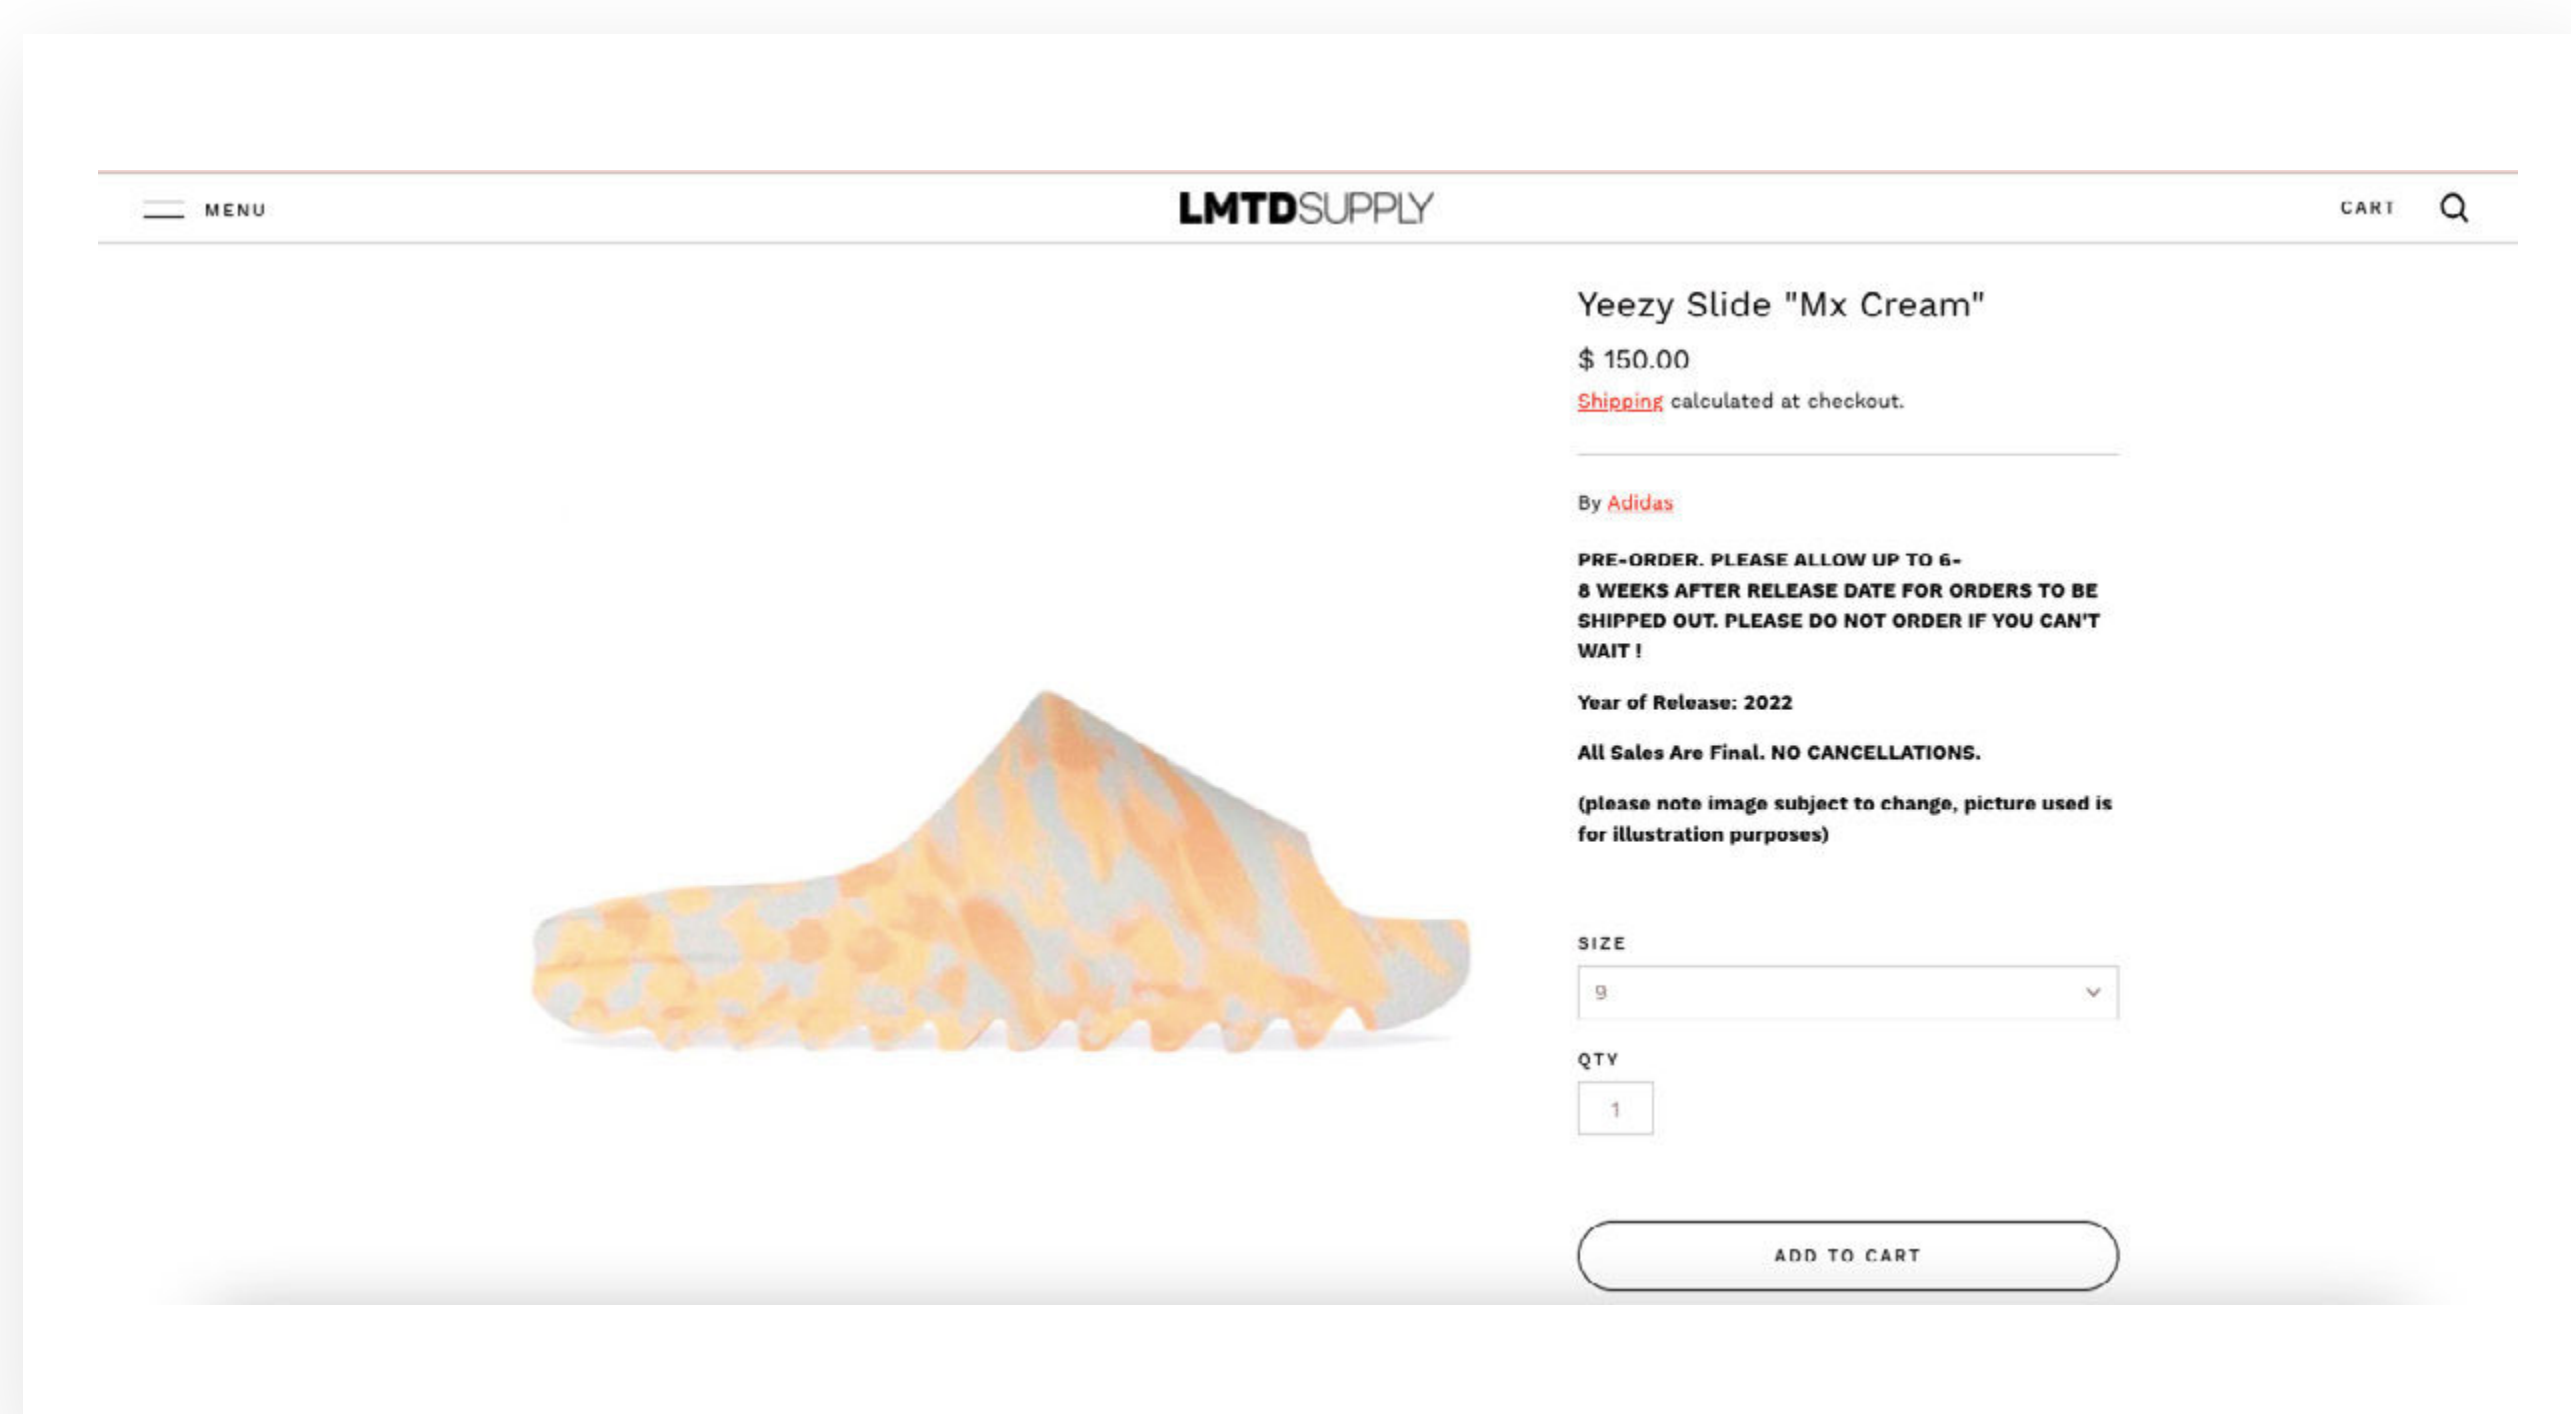 MENU
LMTDSUPPLY
CART
Yeezy Slide "Mx Cream"
$ 150.00
Shipping calculated at checkout.
By Adidas
PRE-ORDER. PLEASE ALLOW UP TO 6-
8 WEEKS AFTER RELEASE DATE FOR ORDERS TO BE
SHIPPED OUT. PLEASE DO NOT ORDER IF YOU CAN'T
WAIT !
Year of Release: 2022
All Sales Are Final. NO CANCELLATIONS.
(please note image subject to change, picture used is
for illustration purposes)
SIZE
9
QTY
1
ADD TO CART